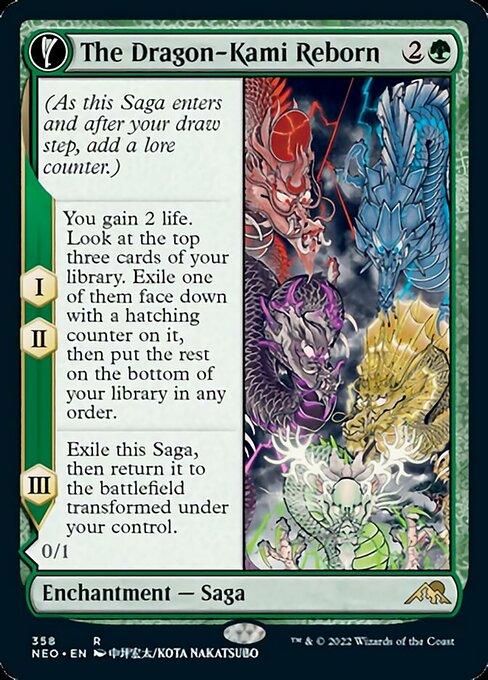 The Dragon-Kami Reborn 2
(As this Saga enters
and after your draw
step, add a lore
counter.)
I
II
You gain 2 life.
Look at the top
three cards of your
library. Exile one
of them face down
with a hatching
counter on it,
then put the rest
on the bottom of
your library in any
order.
III
Exile this Saga,
then return it to
the battlefield
transformed under
your control.
0/1
Enchantment — Saga
358 R
NEO • EN 中井宏太/KOTA NAKATSUBO
™ & © 2022 Wizards of the Coast